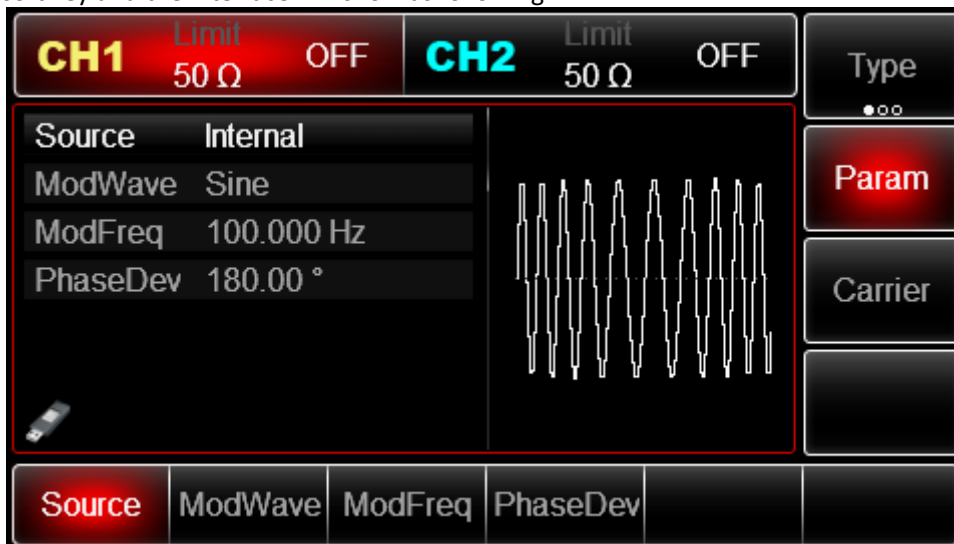 CH1 Limit 50 Ω OFF
CH2 Limit 50 Ω OFF
Type
Source Internal
ModWave Sine
ModFreq 100.000 Hz
PhaseDev 180.00 °
Param
Carrier
Source ModWave ModFreq PhaseDev